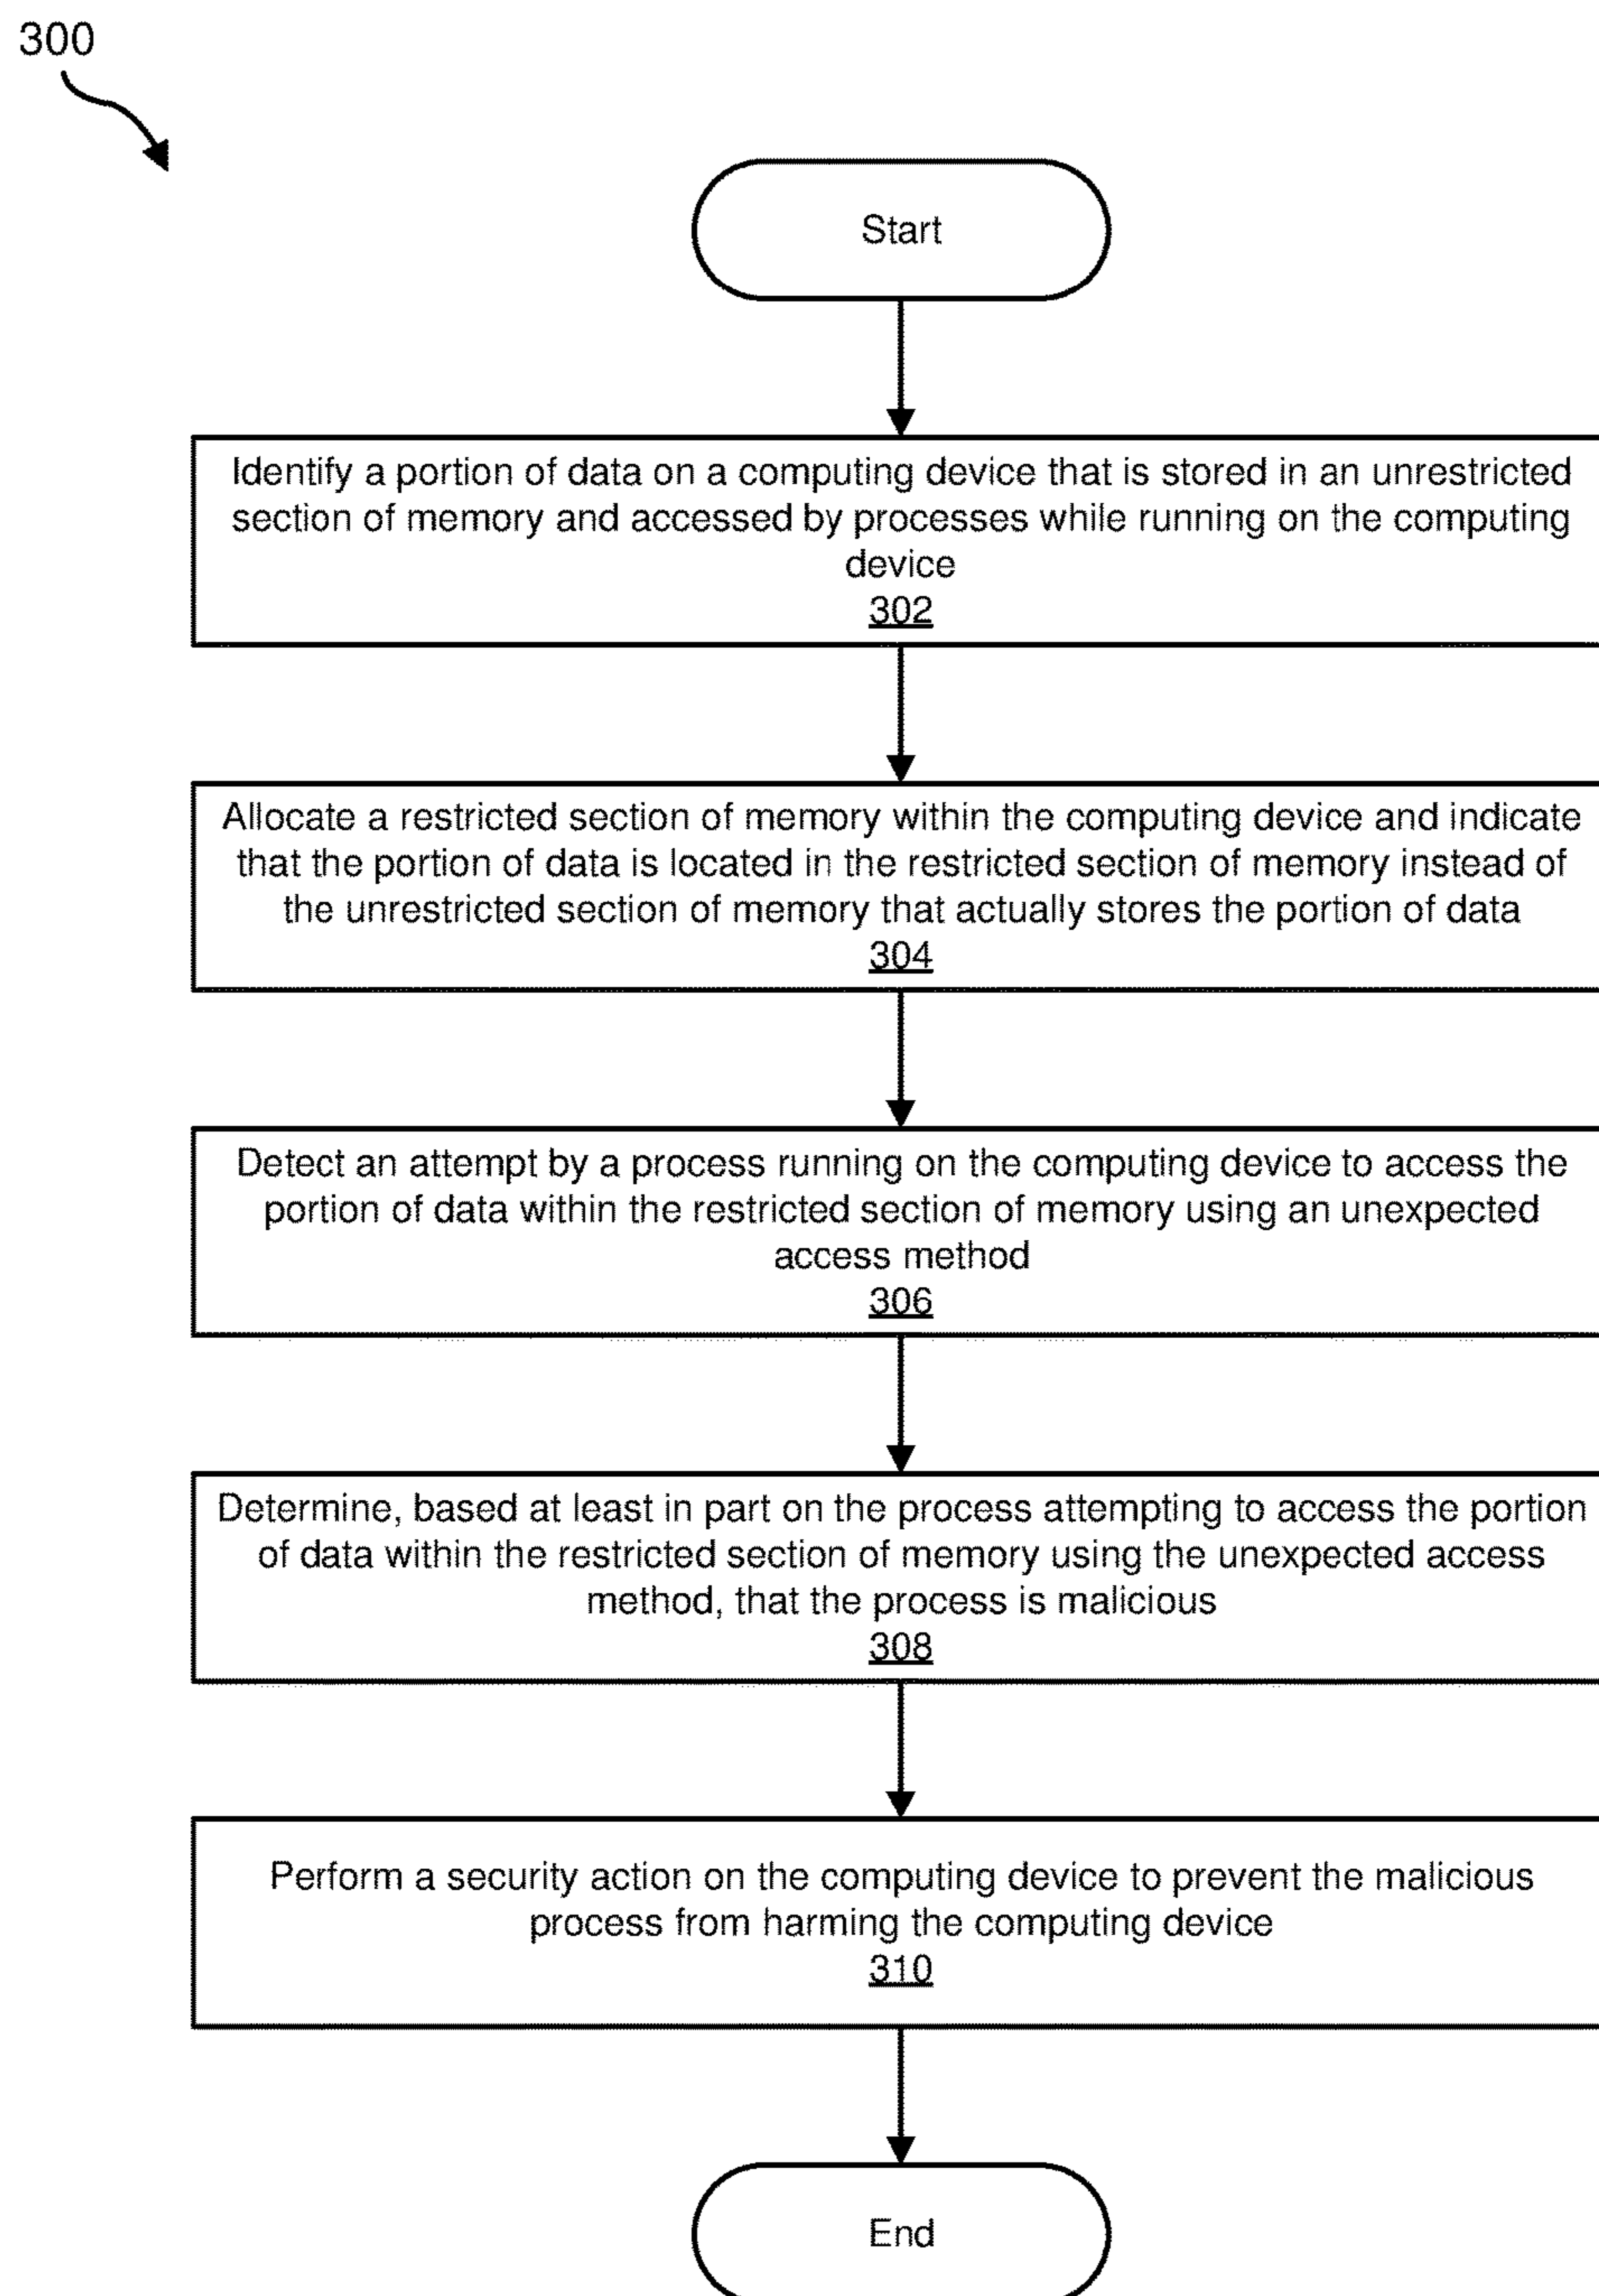 300
Start
Identify a portion of data on a computing device that is stored in an unrestricted
section of memory and accessed by processes while running on the computing
device
302
Allocate a restricted section of memory within the computing device and indicate
that the portion of data is located in the restricted section of memory instead of
the unrestricted section of memory that actually stores the portion of data
304
Detect an attempt by a process running on the computing device to access the
portion of data within the restricted section of memory using an unexpected
access method
306
Determine, based at least in part on the process attempting to access the portion
of data within the restricted section of memory using the unexpected access
method, that the process is malicious
308
Perform a security action on the computing device to prevent the malicious
process from harming the computing device
310
End